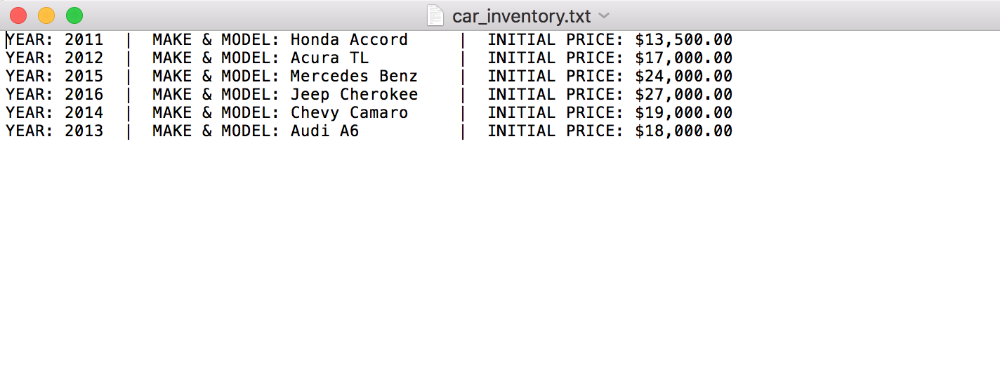 car_inventory.txt
YEAR: 2011  |  MAKE & MODEL: Honda Accord     |  INITIAL PRICE: $13,500.00
YEAR: 2012  |  MAKE & MODEL: Acura TL         |  INITIAL PRICE: $17,000.00
YEAR: 2015  |  MAKE & MODEL: Mercedes Benz    |  INITIAL PRICE: $24,000.00
YEAR: 2016  |  MAKE & MODEL: Jeep Cherokee    |  INITIAL PRICE: $27,000.00
YEAR: 2014  |  MAKE & MODEL: Chevy Camaro     |  INITIAL PRICE: $19,000.00
YEAR: 2013  |  MAKE & MODEL: Audi A6          |  INITIAL PRICE: $18,000.00